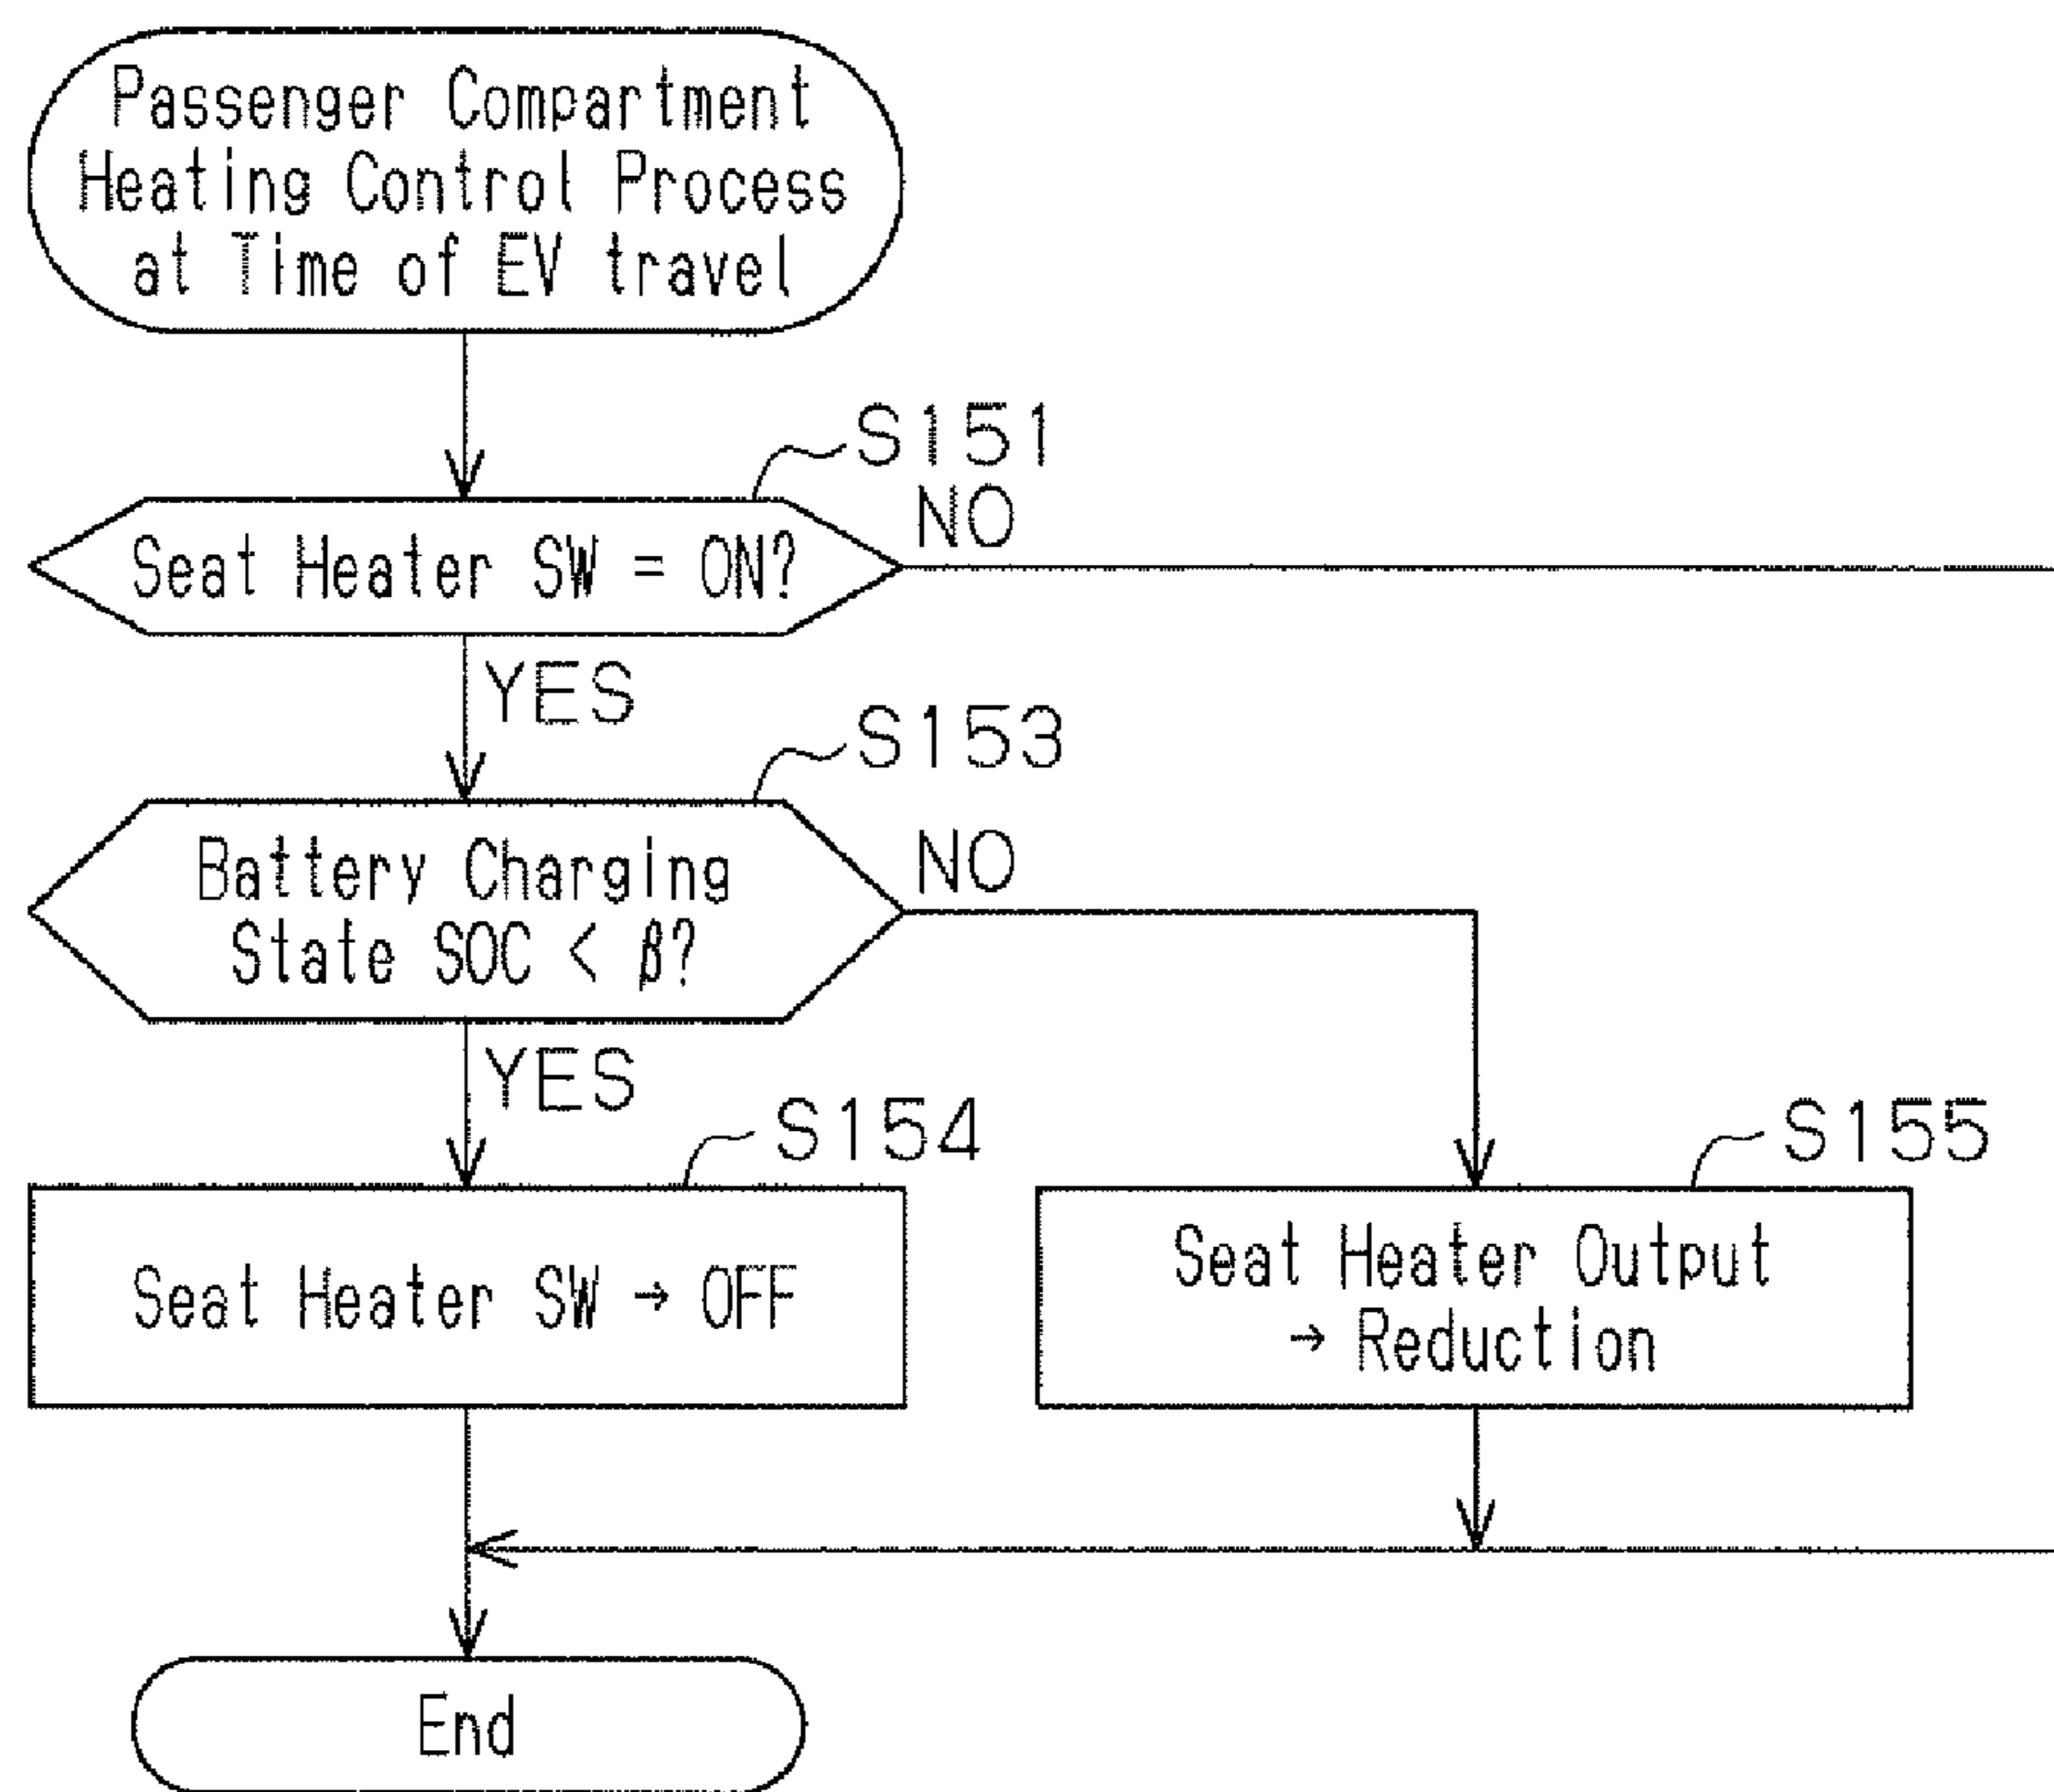 Passenger Compartment
Heating Control Process
at Time of EV travel
S151
Seat Heater SW = ON?
NO
YES
S153
Battery Charging
State SOC < β?
NO
YES
S154
Seat Heater SW → OFF
S155
Seat Heater Output
→ Reduction
End